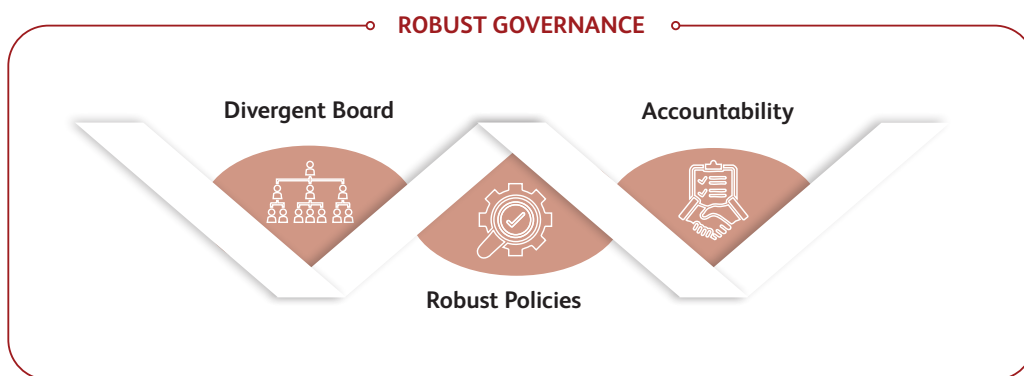 ROBUST GOVERNANCE
Divergent Board
Accountability
Robust Policies